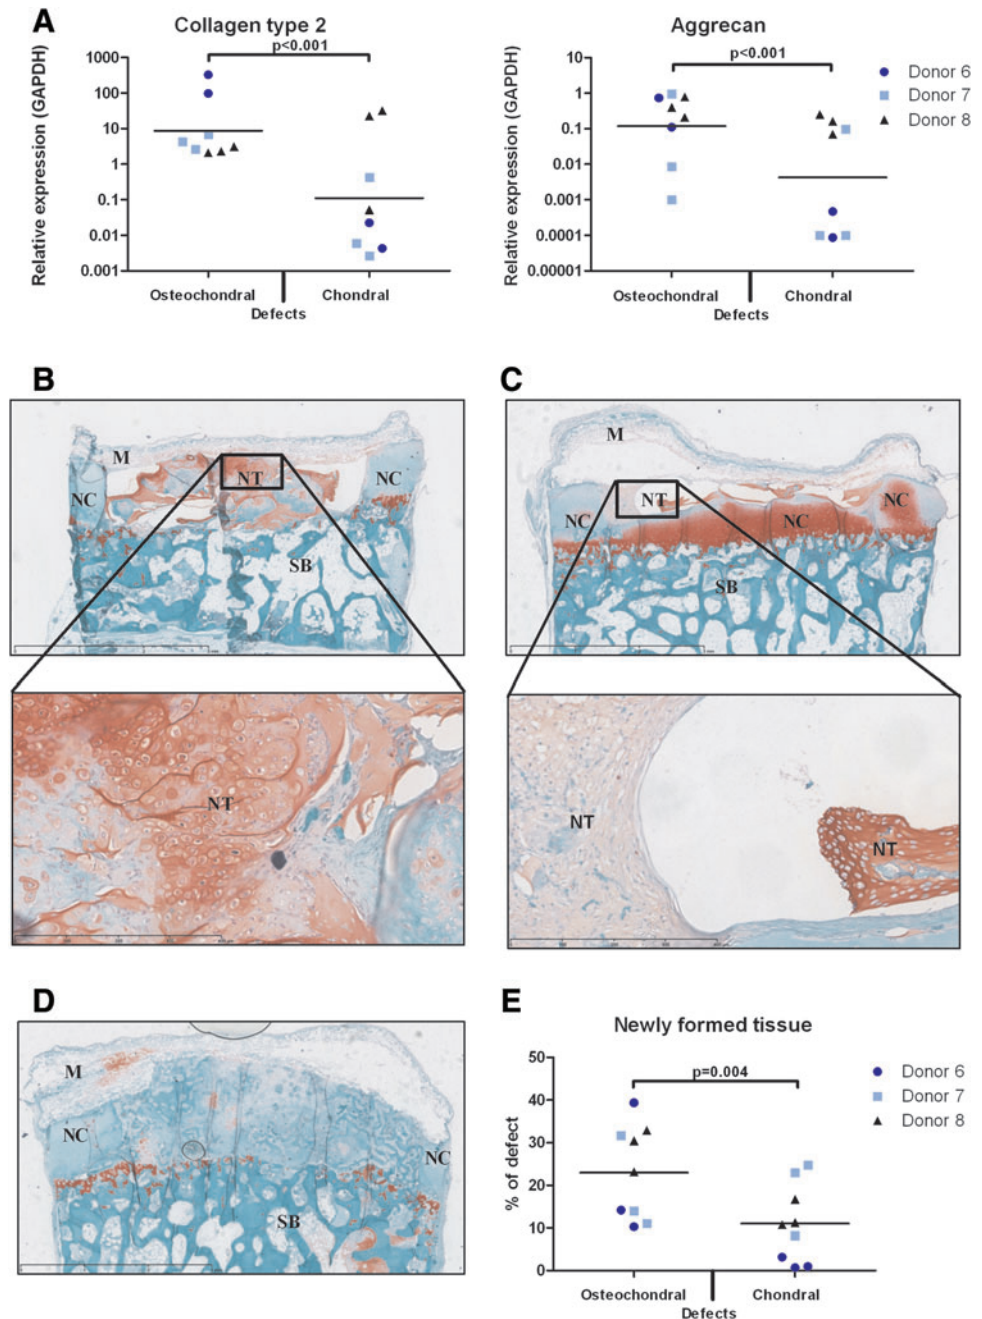 A
Collagen type 2
p<0.001
Relative expression (GAPDH)
1000
100
10
1
0.1
0.01
0.001
Osteochondral
Chondral
Defects
Aggrecan
p<0.001
Relative expression (GAPDH)
10
1
0.1
0.01
0.001
0.0001
0.00001
Osteochondral
Chondral
Defects
Donor 6
Donor 7
Donor 8
B
M
NC
NT
NC
SB
NT
C
M
NT
NC
NC
NC
SB
NT
NT
D
M
NC
NC
SB
E
Newly formed tissue
p=0.004
% of defect
50
40
30
20
10
0
Osteochondral
Chondral
Defects
Donor 6
Donor 7
Donor 8